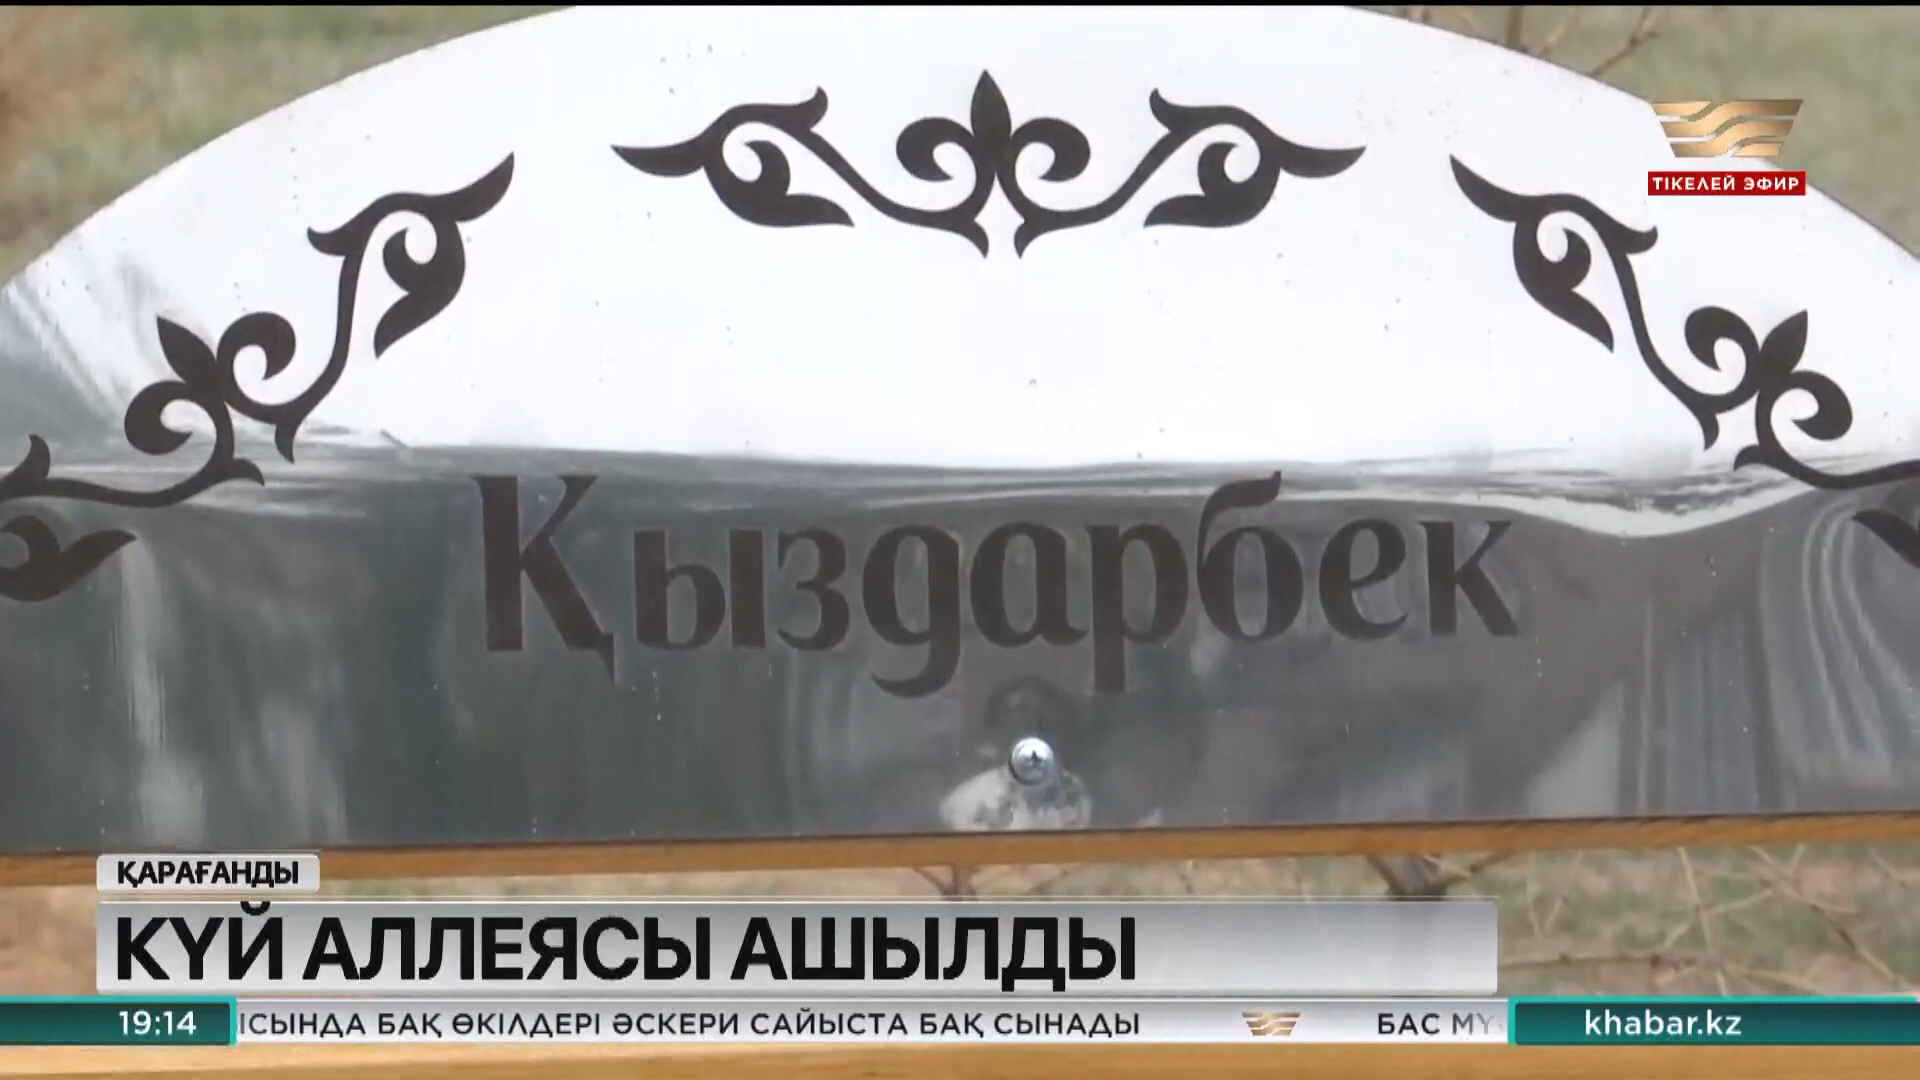 ТІКЕЛЕЙ ЭФИР
Қыздарбек
ҚАРАҒАНДЫ
КҮЙ АЛЛЕЯСЫ АШЫЛДЫ
19:14
ІСЫНДА БАҚ ӨКІЛДЕРІ ӘСКЕРИ САЙЫСТА БАҚ СЫНАДЫ
БАС
khabar.kz